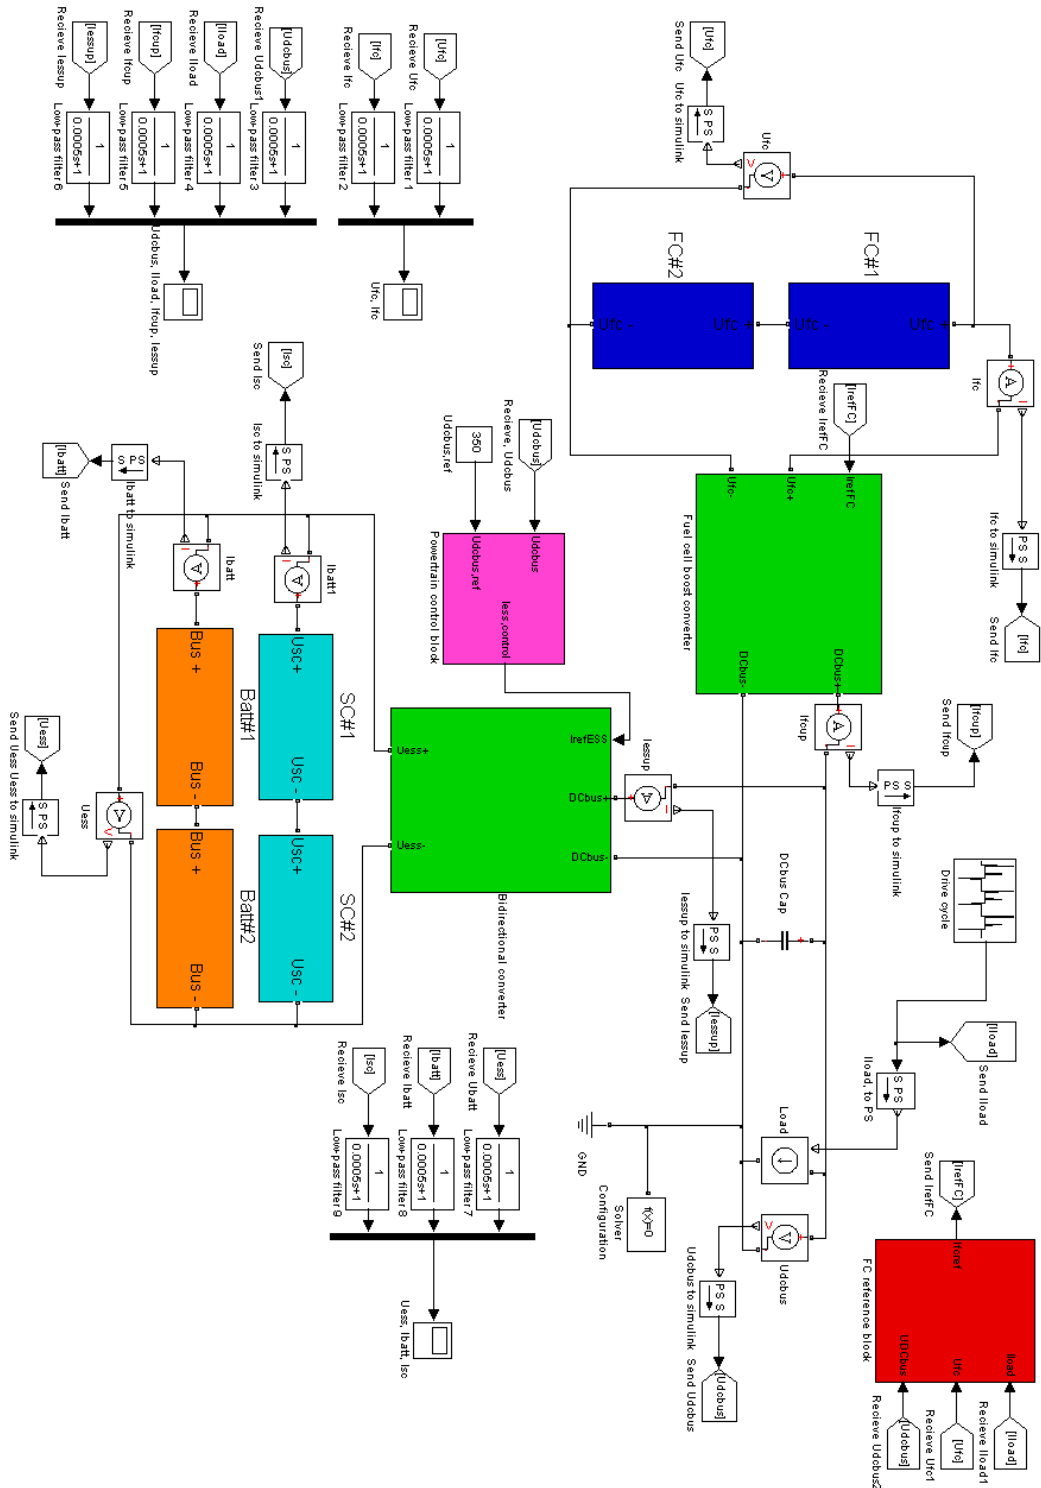 [Ufc]
Send Ufc
S PS
Ufc to simulink
Ufc
V
V
+
FC#1
Ufc +
Ufc -
FC#2
Ufc +
Ufc -
Ifc
A
+
I
PS S
Ifc to simulink
[Ifc]
Send Ifc
[IrefFC]
Recieve IrefFC
IrefFC
Ufc+
Ufc-
DCbus+
DCbus-
Fuel cell boost converter
Ifcup
A
+
I
PS S
Ifcup to simulink
[Ifcup]
Send Ifcup
Drive cycle
[Iload]
Send Iload
S PS
Iload, to PS
Load
DCbus Cap
+
Udcbus
V
V
+
PS S
Udcbus to simulink
[Udcbus]
Send Udcbus
GND
f(x)=0
Solver
Configuration
[IrefFC]
Send IrefFC
Ifcref
Iload
Ufc
UDCbus
FC reference block
[Iload]
Recieve Iload1
[Ufc]
Recieve Ufc1
[Udcbus]
Recieve Udcbus2
[Udcbus]
Recieve, Udcbus
350
Udcbus,ref
Udcbus
Udcbus,ref
Iess,control
Powertrain control block
IrefESS
DCbus+
DCbus-
Uess+
Uess-
Bidirectional converter
Iessup
A
+
I
PS S
Iessup to simulink
[Iessup]
Send Iessup
[Isc]
Send Isc
S PS
Isc to simulink
Ibatt1
A
+
I
SC#1
Usc+
Usc -
SC#2
Usc+
Usc -
[Ibatt]
Send Ibatt
S PS
Ibatt to simulink
Ibatt
A
+
I
Batt#1
Bus +
Bus -
Batt#2
Bus +
Bus -
Uess
V
V
+
S PS
Uess to simulink
[Uess]
Send Uess
[Ufc]
Recieve Ufc
1
0.0005s+1
Low-pass filter 1
[Ifc]
Recieve Ifc
1
0.0005s+1
Low-pass filter 2
Ufc, Ifc
[Udcbus]
Recieve Udcbus1
1
0.0005s+1
Low-pass filter 3
[Iload]
Recieve Iload
1
0.0005s+1
Low-pass filter 4
[Ifcup]
Recieve Ifcup
1
0.0005s+1
Low-pass filter 5
[Iessup]
Recieve Iessup
1
0.0005s+1
Low-pass filter 6
Udcbus, Iload, Ifcup, Iessup
[Uess]
Recieve Ubatt
1
0.0005s+1
Low-pass filter 7
[Ibatt]
Recieve Ibatt
1
0.0005s+1
Low-pass filter 8
[Isc]
Recieve Isc
1
0.0005s+1
Low-pass filter 9
Uess, Ibatt, Isc